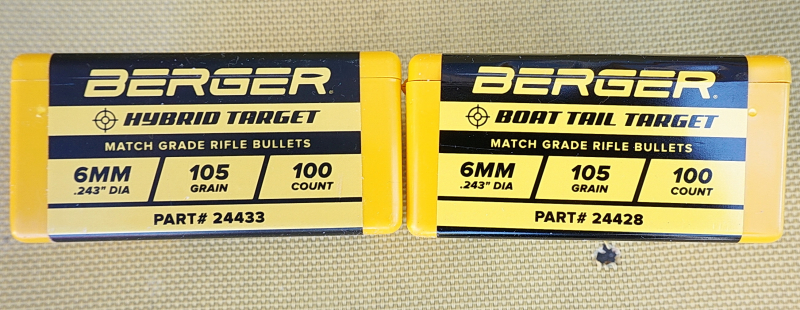 BERGER®
HYBRID TARGET
MATCH GRADE RIFLE BULLETS
6MM
.243" DIA
105
GRAIN
100
COUNT
PART# 24433
BERGER®
BOAT TAIL TARGET
MATCH GRADE RIFLE BULLETS
6MM
.243" DIA
105
GRAIN
100
COUNT
PART# 24428